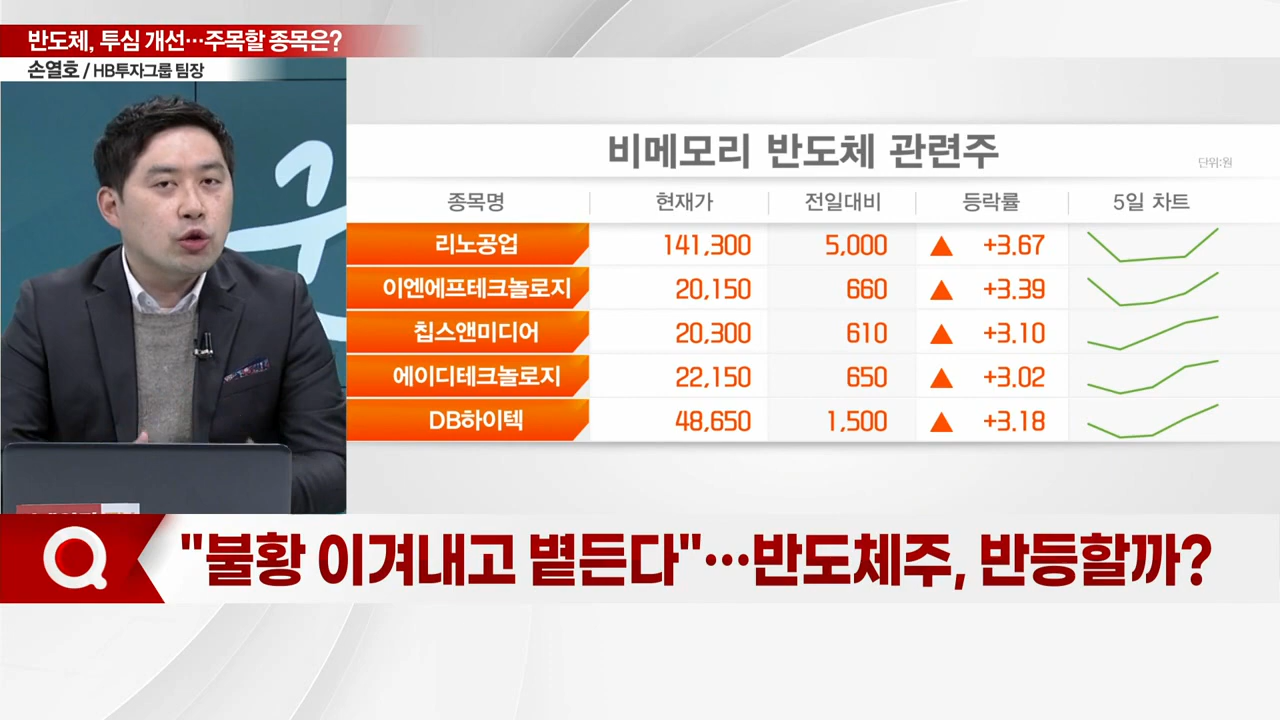 반도체, 투심 개선…주목할 종목은?
손열호 / HB투자그룹 팀장
비메모리 반도체 관련주
단위:원
종목명 현재가 전일대비 등락률 5일 차트
리노공업 141,300 5,000 ▲ +3.67
이엔에프테크놀로지 20,150 660 ▲ +3.39
칩스앤미디어 20,300 610 ▲ +3.10
에이디테크놀로지 22,150 650 ▲ +3.02
DB하이텍 48,650 1,500 ▲ +3.18
Q "불황 이겨내고 볕든다"…반도체주, 반등할까?